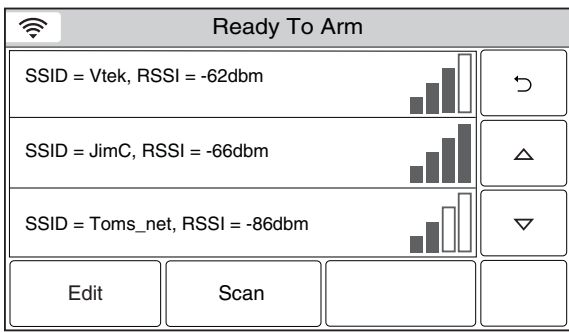 Ready To Arm
SSID = Vtek, RSSI = -62dbm
SSID = JimC, RSSI = -66dbm
SSID = Toms_net, RSSI = -86dbm
Edit
Scan